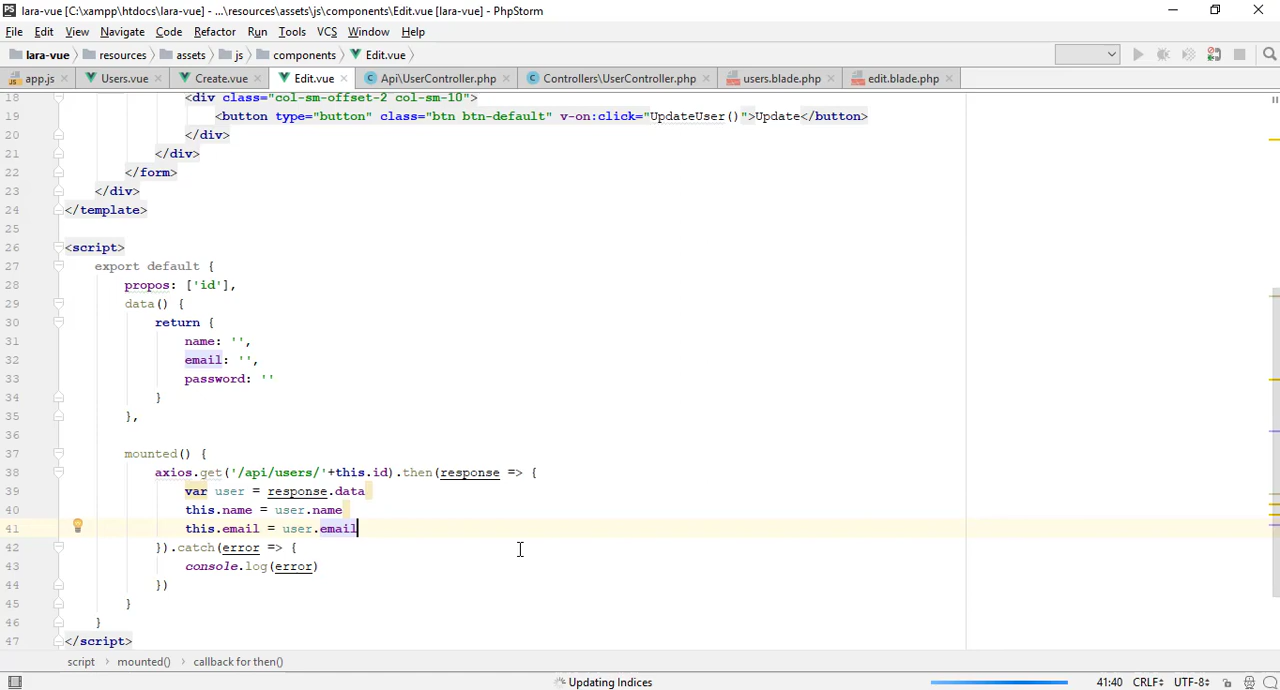 PS lara-vue [C:\xampp\htdocs\lara-vue] - ...\resources\assets\js\components\Edit.vue [lara-vue] - PhpStorm
File Edit View Navigate Code Refactor Run Tools VCS Window Help
lara-vue resources assets js components Edit.vue
app.js Users.vue Create.vue Edit.vue Api\UserController.php Controllers\UserController.php users.blade.php edit.blade.php
18 <div class="col-sm-offset-2 col-sm-10">
19 <button type="button" class="btn btn-default" v-on:click="UpdateUser()">Update</button>
20 </div>
21 </div>
22 </form>
23 </div>
24 </template>
25
26 <script>
27 export default {
28 propos: ['id'],
29 data() {
30 return {
31 name: '',
32 email: '',
33 password: ''
34 }
35 },
36
37 mounted() {
38 axios.get('/api/users/'+this.id).then(response => {
39 var user = response.data
40 this.name = user.name
41 this.email = user.email
42 }).catch(error => {
43 console.log(error)
44 })
45 }
46 }
47 </script>
script mounted() callback for then()
Updating Indices 41:40 CRLF UTF-8